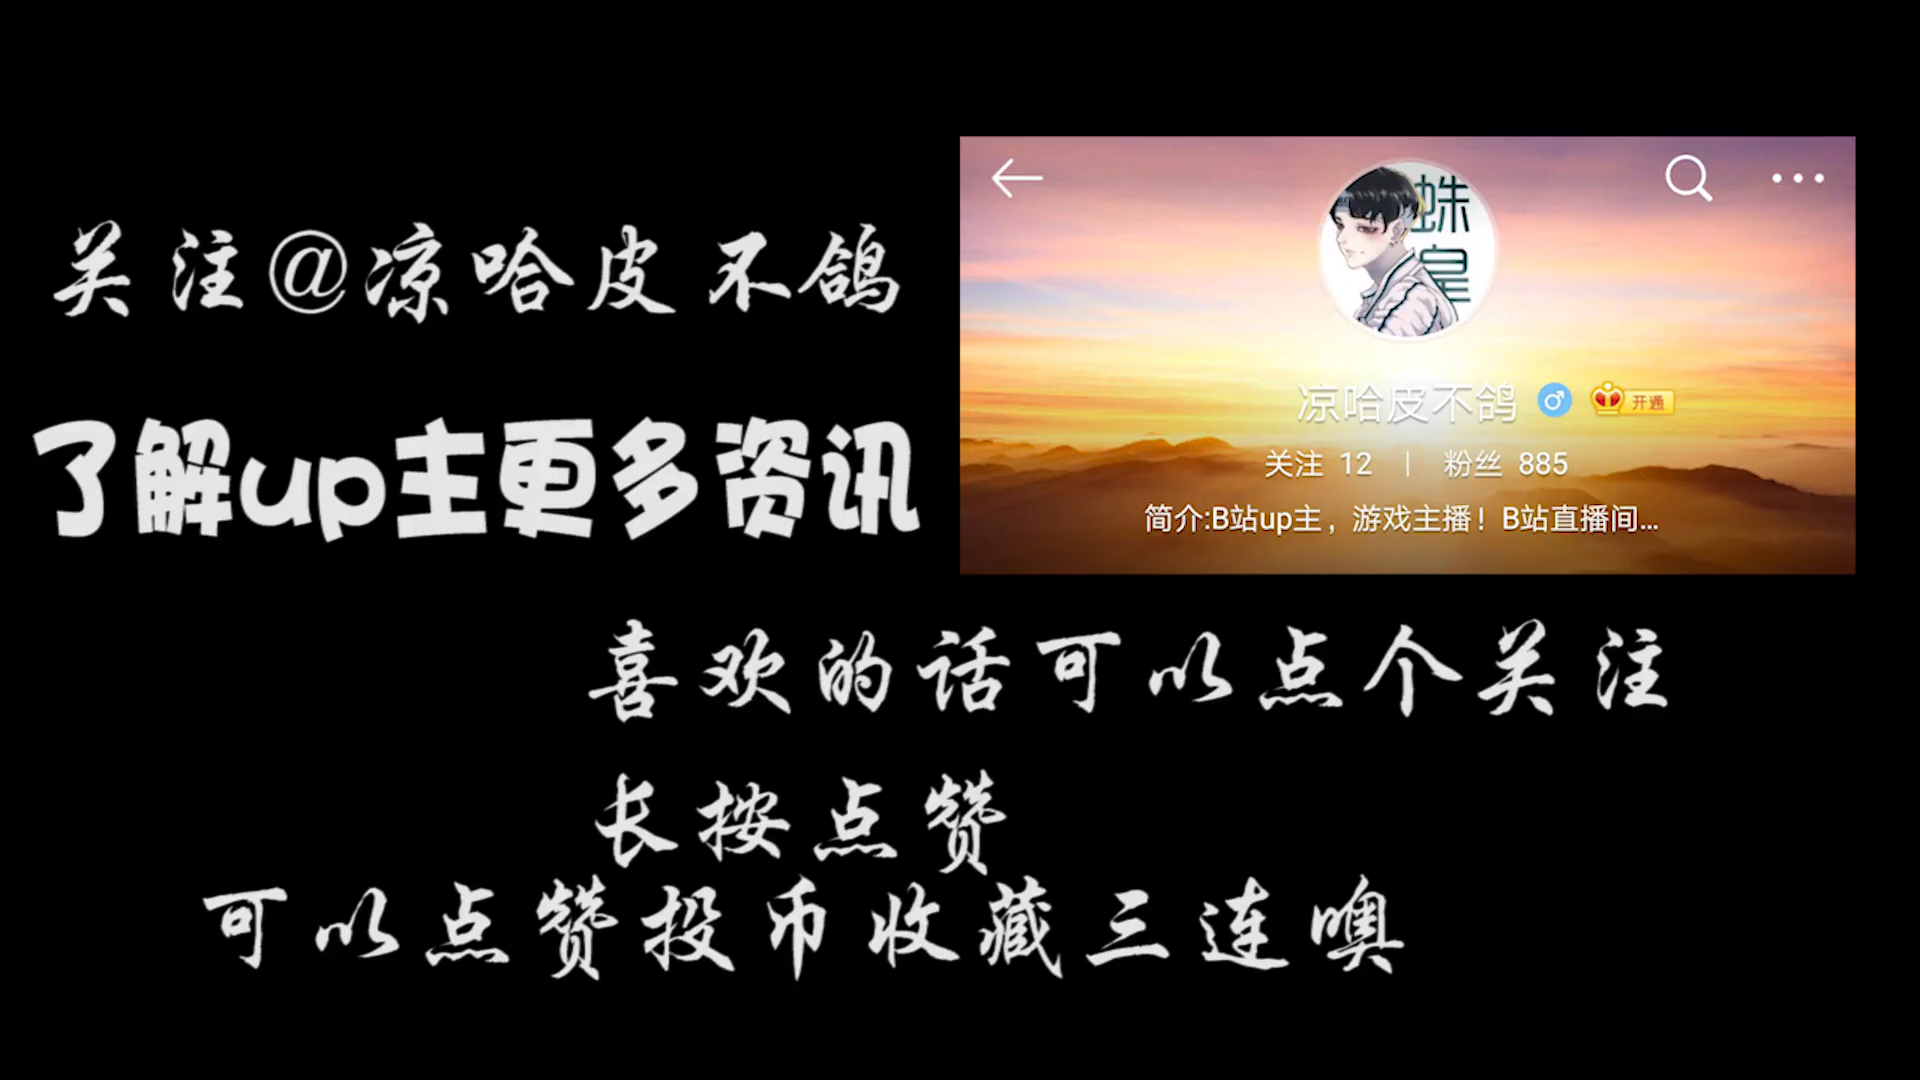 关注@凉哈皮不鸽
了解up主更多资讯
蛛
皇
凉哈皮不鸽 开通
关注 12 | 粉丝 885
简介:B站up主，游戏主播！B站直播间...
喜欢的话可以点个关注
长按点赞
可以点赞投币收藏三连噢